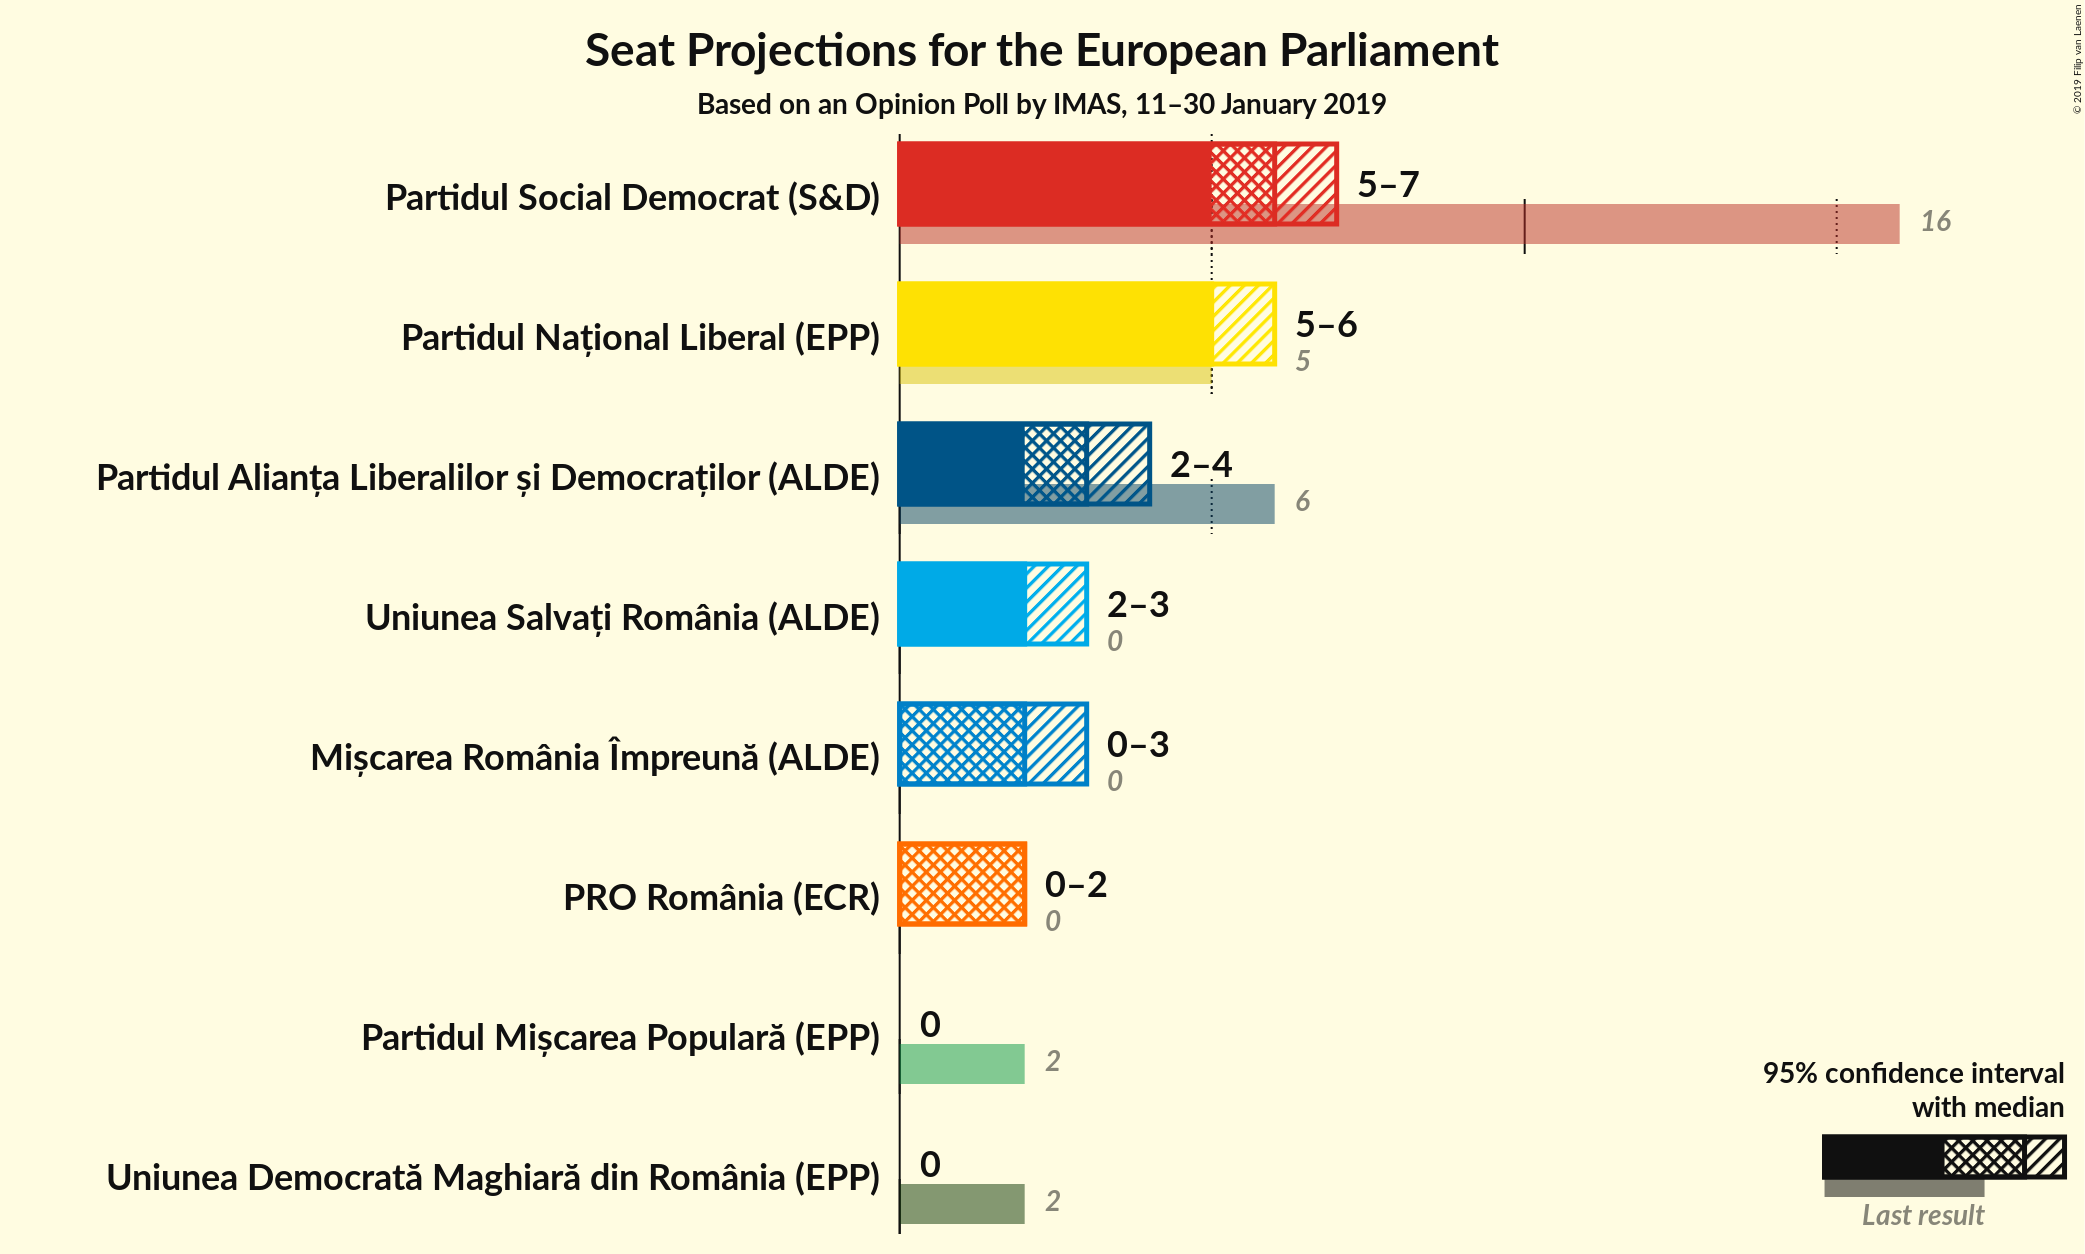 Seat Projections for the European Parliament
Based on an Opinion Poll by IMAS, 11–30 January 2019
© 2019 Filip van Laenen
Partidul Social Democrat (S&D)
5–7
16
Partidul Național Liberal (EPP)
5–6
5
Partidul Alianța Liberalilor și Democraților (ALDE)
2–4
6
Uniunea Salvați România (ALDE)
2–3
0
Mișcarea România Împreună (ALDE)
0–3
0
PRO România (ECR)
0–2
0
Partidul Mișcarea Populară (EPP)
0
2
Uniunea Democrată Maghiară din România (EPP)
0
2
95% confidence interval
with median
Last result